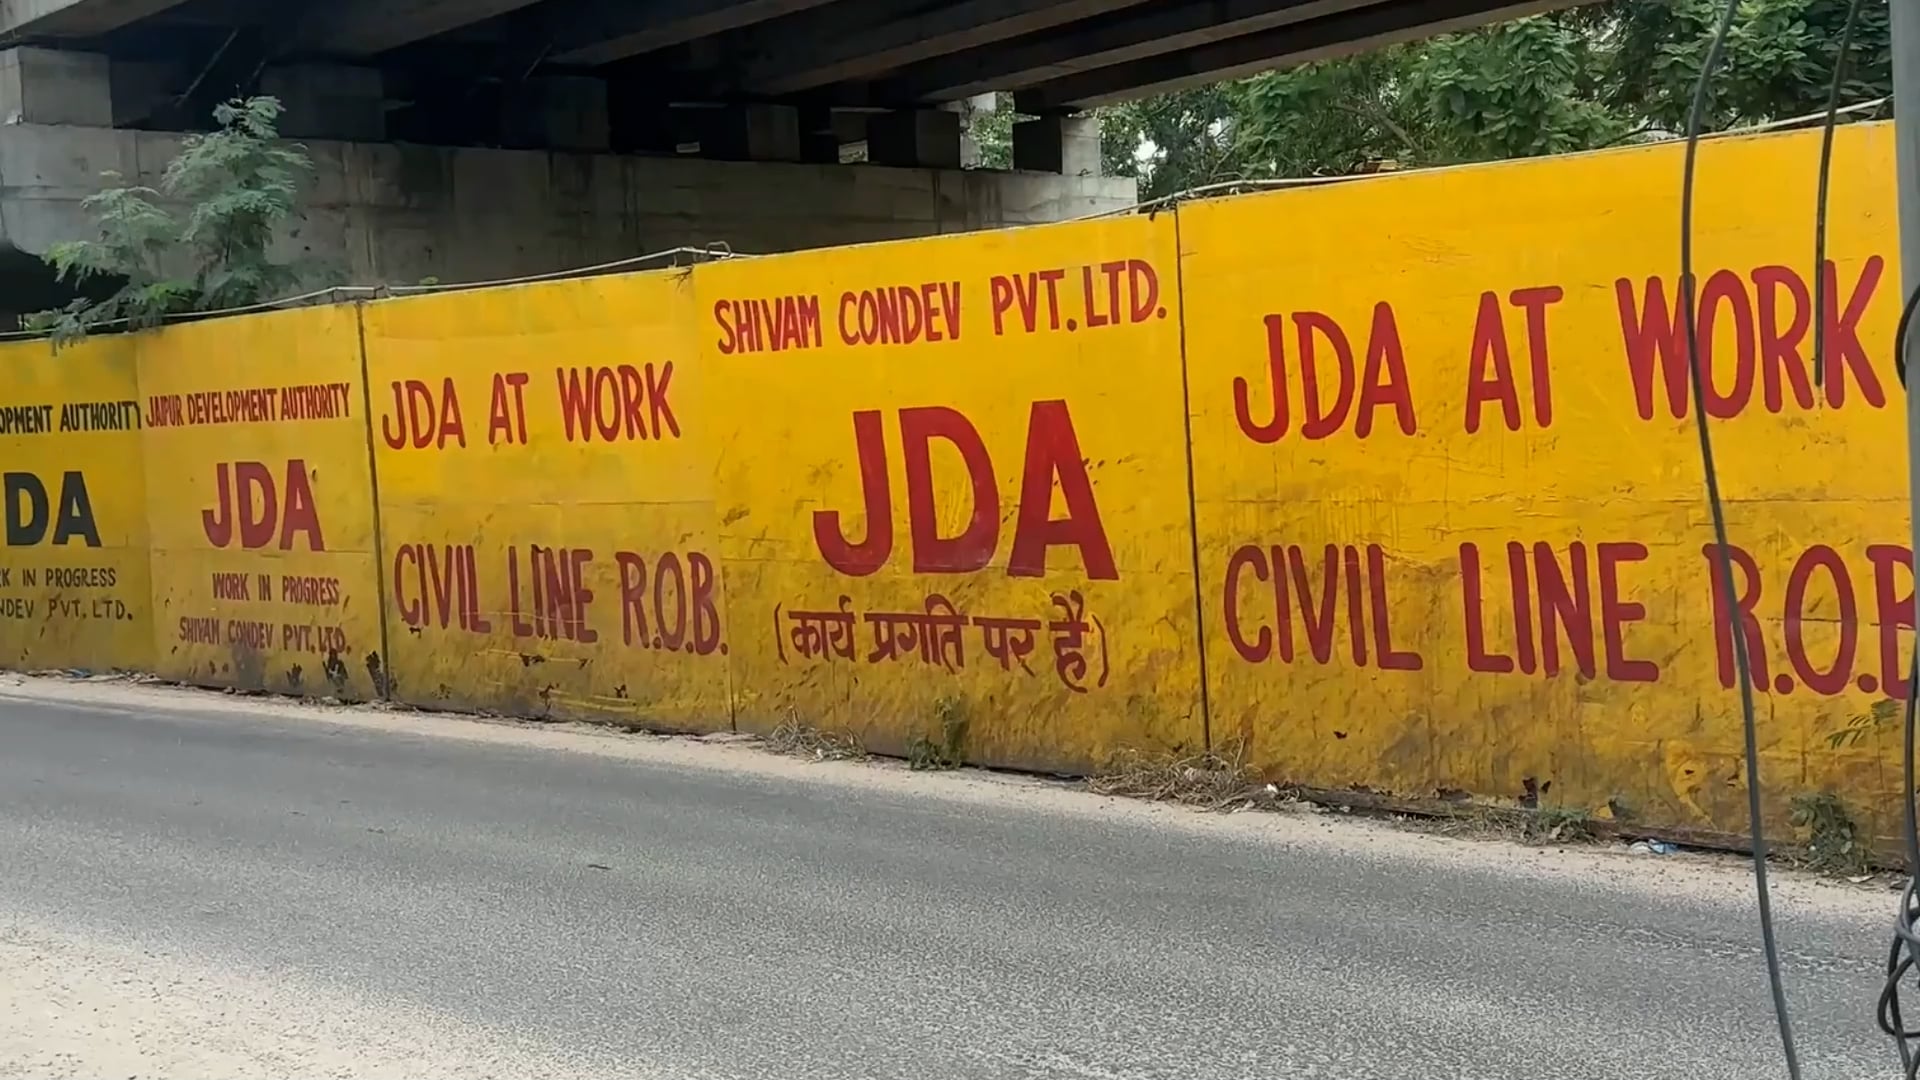 OPMENT AUTHORITY
DA
RK IN PROGRESS
NDEV PVT. LTD.
JAIPUR DEVELOPMENT AUTHORITY
JDA
WORK IN PROGRESS
SHIVAM CONDEV PVT. LTD.
JDA AT WORK
CIVIL LINE R.O.B.
SHIVAM CONDEV PVT. LTD.
JDA
(कार्य प्रगति पर है)
JDA AT WORK
CIVIL LINE R.O.B